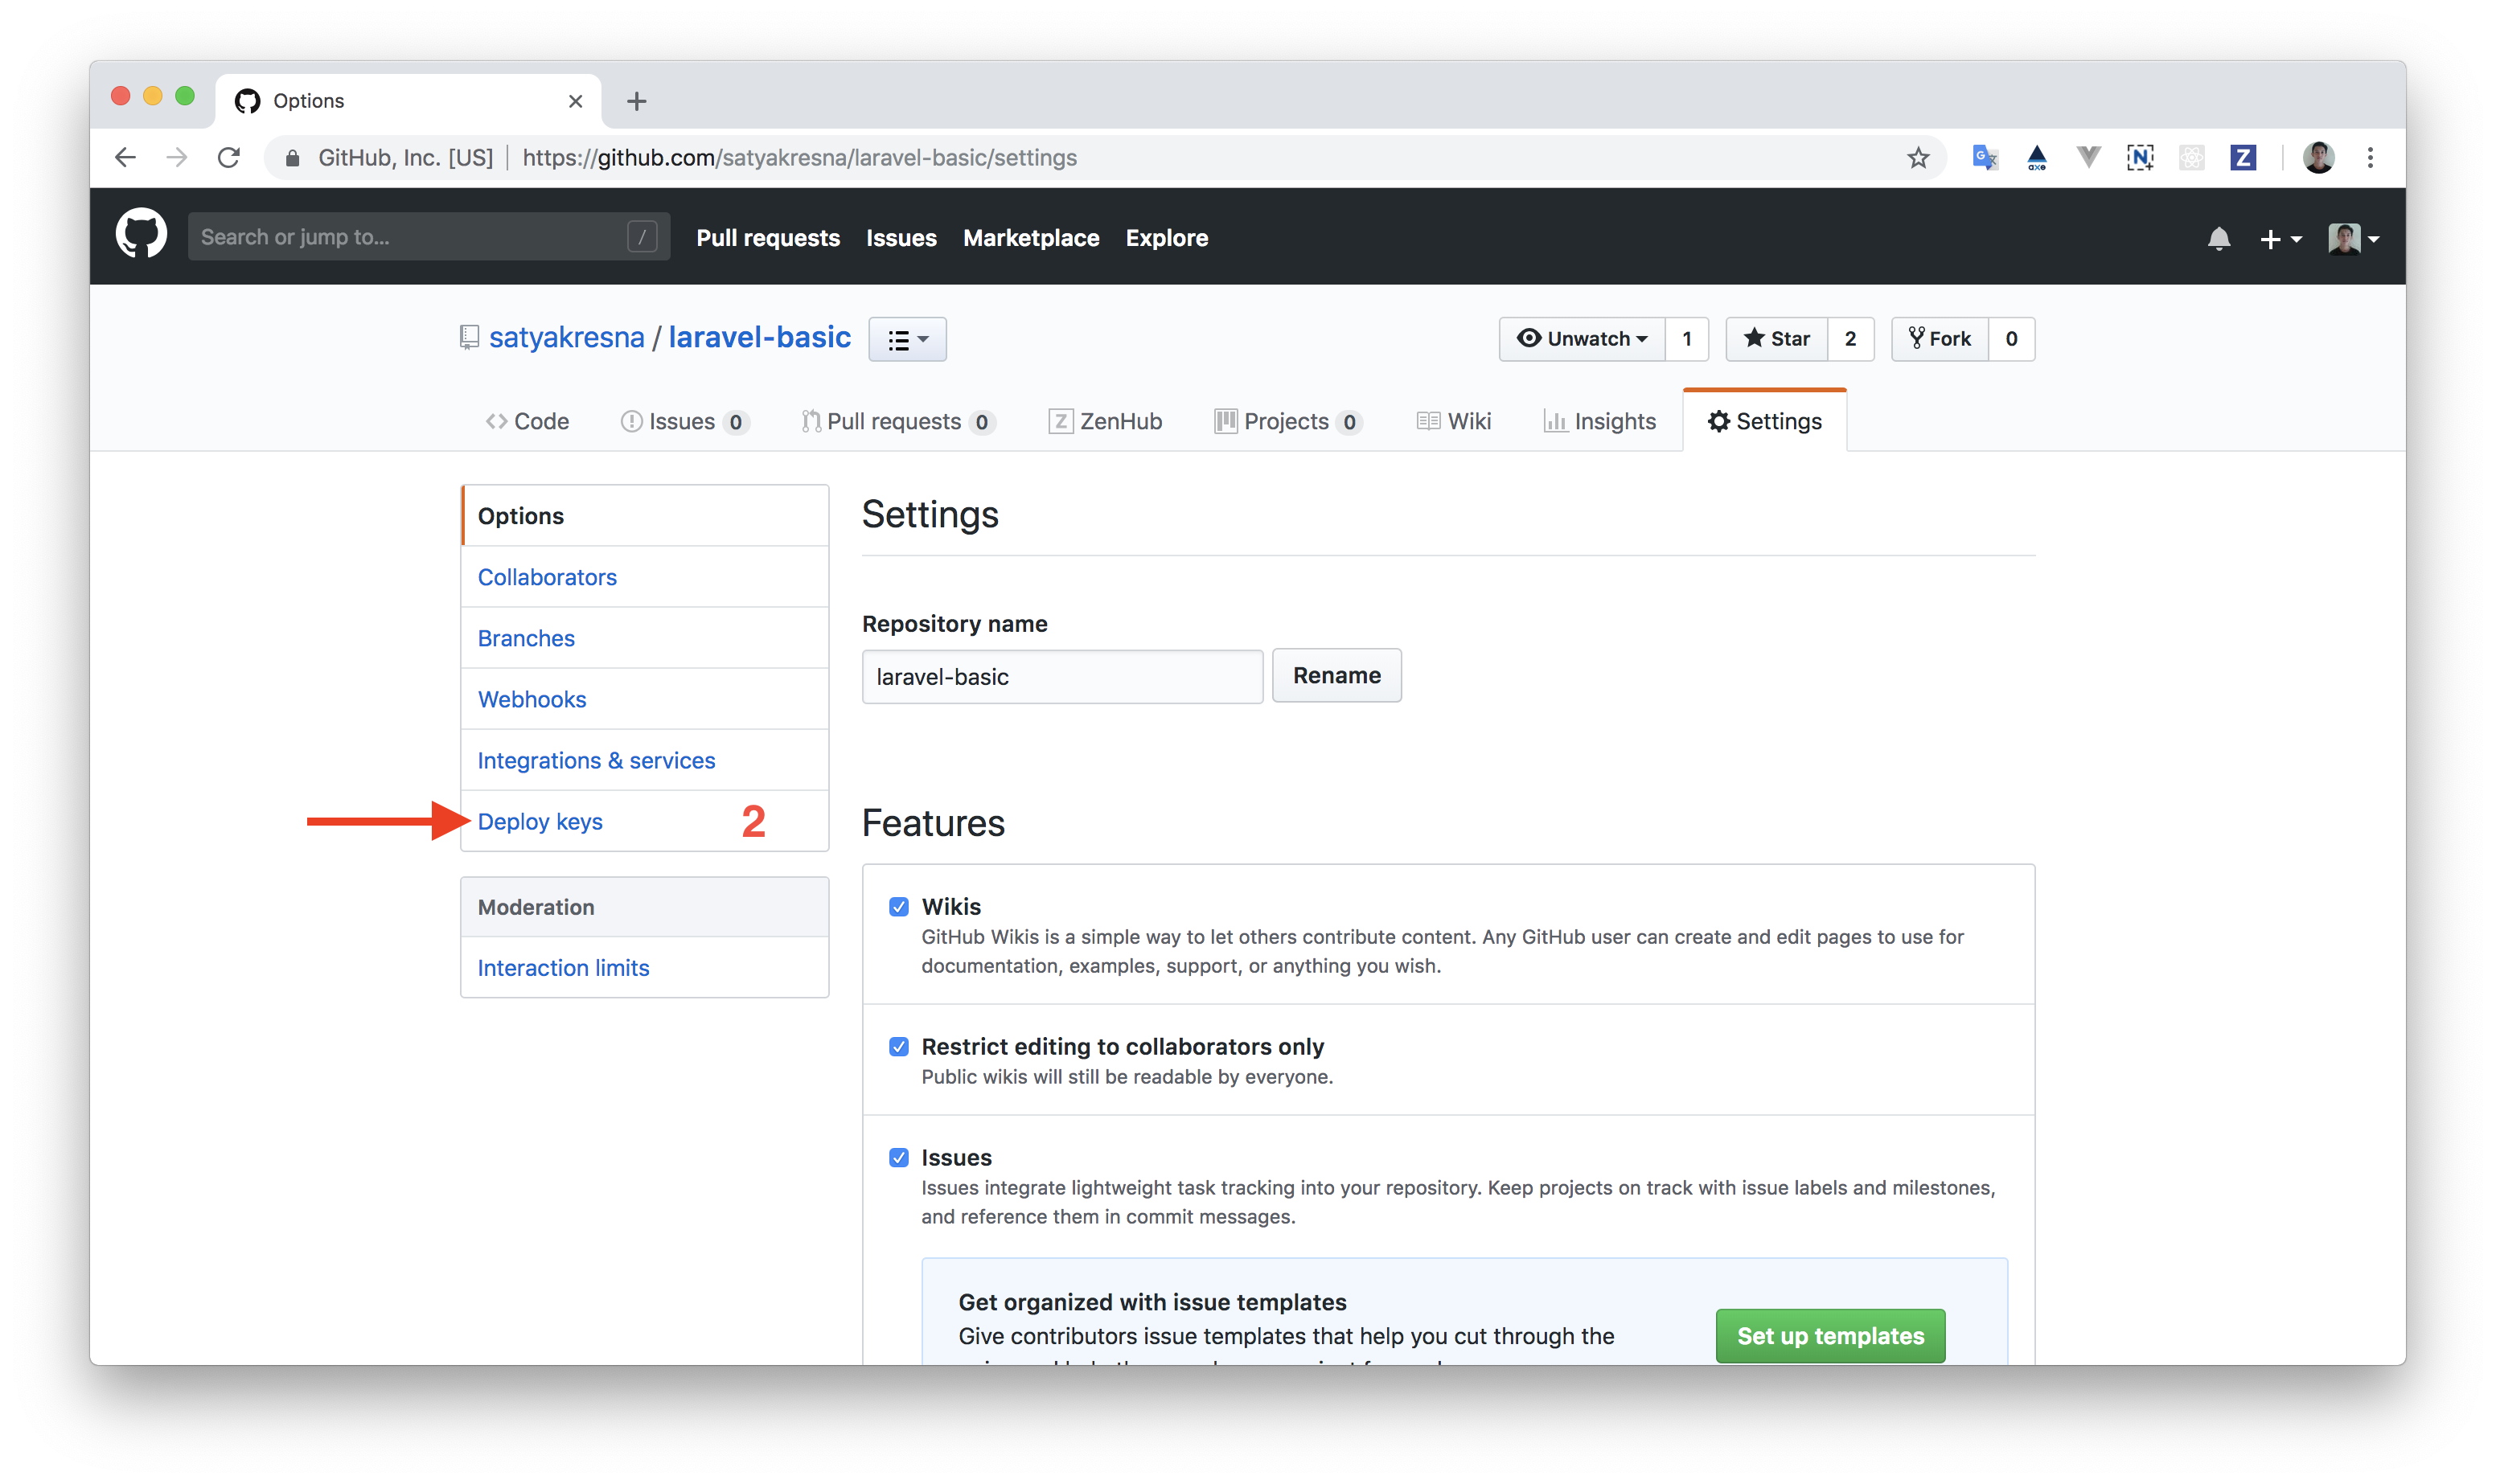 Options
GitHub, Inc. [US] https://github.com/satyakresna/laravel-basic/settings
axe
N
Z
Search or jump to... /
Pull requests Issues Marketplace Explore
satyakresna / laravel-basic
Unwatch 1 Star 2 Fork 0
Code Issues 0 Pull requests 0 Z ZenHub Projects 0 Wiki Insights Settings
Options
Collaborators
Branches
Webhooks
Integrations & services
Deploy keys 2
Moderation
Interaction limits
Settings
Repository name
laravel-basic Rename
Features
Wikis
GitHub Wikis is a simple way to let others contribute content. Any GitHub user can create and edit pages to use for
documentation, examples, support, or anything you wish.
Restrict editing to collaborators only
Public wikis will still be readable by everyone.
Issues
Issues integrate lightweight task tracking into your repository. Keep projects on track with issue labels and milestones,
and reference them in commit messages.
Get organized with issue templates
Give contributors issue templates that help you cut through the
Set up templates